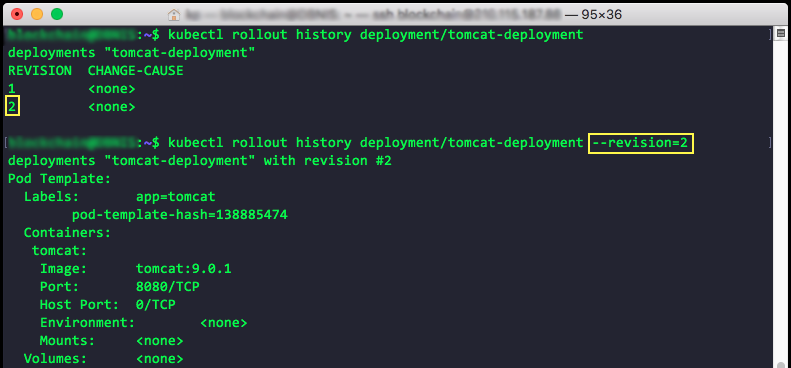 — 95×36
:~$ kubectl rollout history deployment/tomcat-deployment
deployments "tomcat-deployment"
REVISION  CHANGE-CAUSE
1         <none>
2         <none>
:~$ kubectl rollout history deployment/tomcat-deployment --revision=2
deployments "tomcat-deployment" with revision #2
Pod Template:
  Labels:       app=tomcat
        pod-template-hash=138885474
  Containers:
   tomcat:
    Image:      tomcat:9.0.1
    Port:       8080/TCP
    Host Port:  0/TCP
    Environment:        <none>
    Mounts:     <none>
  Volumes:      <none>